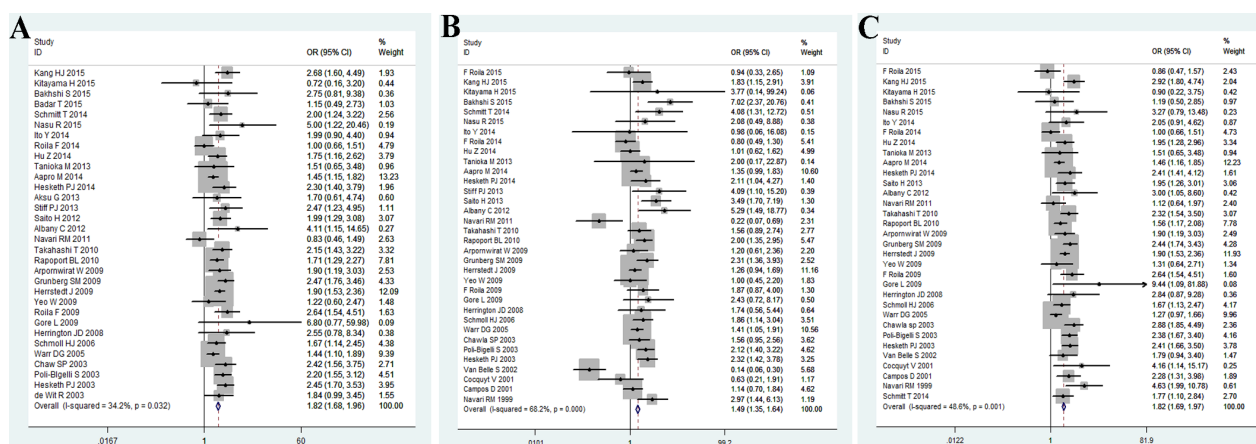 A
Study
%
ID
OR (95% CI)
Weight
Kang HJ 2015
2.68 (1.60, 4.49)
1.93
Kitayama H 2015
0.72 (0.16, 3.20)
0.44
Bakhshi S 2015
2.75 (0.81, 9.38)
0.36
Badar T 2015
1.15 (0.49, 2.73)
1.03
Schmitt T 2014
2.00 (1.24, 3.22)
2.56
Nasu R 2015
5.00 (1.22, 20.46)
0.19
Ito Y 2014
1.99 (0.90, 4.40)
0.94
Roila F 2014
1.00 (0.66, 1.51)
4.79
Hu Z 2014
1.75 (1.16, 2.62)
3.79
Tanioka M 2013
1.51 (0.65, 3.48)
0.96
Aapro M 2014
1.45 (1.15, 1.82)
13.23
Hesketh PJ 2014
2.30 (1.40, 3.79)
1.96
Aksu G 2013
1.70 (0.61, 4.74)
0.60
Stiff PJ 2013
2.47 (1.23, 4.95)
1.11
Saito H 2012
1.99 (1.29, 3.08)
3.07
Albany C 2012
4.11 (1.15, 14.65)
0.27
Navari RM 2011
0.83 (0.46, 1.49)
2.63
Takahashi T 2010
2.15 (1.43, 3.22)
3.32
Rapoport BL 2010
1.71 (1.29, 2.27)
7.81
Arpornwirat W 2009
1.90 (1.19, 3.03)
2.53
Grunberg SM 2009
2.47 (1.76, 3.46)
4.33
Herrstedt J 2009
1.90 (1.53, 2.36)
12.09
Yeo W 2009
1.22 (0.60, 2.47)
1.48
Roila F 2009
2.64 (1.54, 4.51)
1.63
Gore L 2009
6.80 (0.77, 59.98)
0.09
Herrington JD 2008
2.55 (0.78, 8.34)
0.38
Schmoll HJ 2006
1.67 (1.14, 2.45)
3.36
Warr DG 2005
1.44 (1.10, 1.89)
9.39
Chaw SP 2003
2.42 (1.56, 3.75)
2.71
Poli-Bigelli S 2003
2.20 (1.55, 3.12)
4.51
Hesketh PJ 2003
2.45 (1.70, 3.53)
3.95
de Wit R 2003
1.84 (0.99, 3.45)
1.55
Overall (I-squared = 34.2%, p = 0.032)
1.82 (1.68, 1.96)
100.00
.0167
1
60
B
Study
%
ID
OR (95% CI)
Weight
F Roila 2015
0.94 (0.33, 2.65)
1.09
Kang HJ 2015
1.83 (1.15, 2.91)
3.91
Kitayama H 2015
3.77 (0.14, 99.24)
0.06
Bakhshi S 2015
7.02 (2.37, 20.76)
0.41
Schmitt T 2014
4.08 (1.31, 12.72)
0.51
Nasu R 2015
2.08 (0.49, 8.88)
0.38
Ito Y 2014
0.98 (0.06, 16.08)
0.15
F Roila 2014
0.80 (0.49, 1.30)
5.41
Hu Z 2014
1.01 (0.62, 1.62)
4.59
Tanioka M 2013
2.00 (0.17, 22.87)
0.14
Aapro M 2014
1.35 (0.99, 1.83)
10.60
Hesketh PJ 2014
2.11 (1.04, 4.27)
1.40
Stiff PJ 2013
4.09 (1.10, 15.20)
0.39
Saito H 2013
3.49 (1.70, 7.19)
1.30
Albany C 2012
5.29 (1.49, 18.77)
0.34
Navari RM 2011
0.22 (0.07, 0.69)
2.31
Takahashi T 2010
1.56 (0.89, 2.74)
2.77
Rapoport BL 2010
2.00 (1.35, 2.95)
5.47
Arpornwirat W 2009
1.20 (0.61, 2.36)
2.20
Grunberg SM 2009
2.31 (1.36, 3.93)
2.52
Herrstedt J 2009
1.26 (0.94, 1.69)
11.16
Yeo W 2009
1.00 (0.45, 2.20)
1.83
F Roila 2009
1.87 (0.87, 4.00)
1.50
Gore L 2009
2.43 (0.72, 8.17)
0.50
Herrington JD 2008
1.74 (0.56, 5.44)
0.64
Schmoll HJ 2006
1.86 (1.14, 3.04)
3.51
Warr DG 2005
1.41 (1.05, 1.91)
10.56
Chawla SP 2003
1.56 (0.95, 2.56)
3.62
Poli-Bigelli S 2003
2.12 (1.40, 3.22)
4.62
Hesketh PJ 2003
2.32 (1.42, 3.78)
3.25
Van Belle S 2002
0.14 (0.06, 0.30)
5.68
Cocquyt V 2001
0.63 (0.21, 1.91)
1.17
Campos D 2001
1.14 (0.70, 1.84)
4.62
Navari RM 1999
2.97 (1.44, 6.13)
1.19
Overall (I-squared = 68.2%, p = 0.000)
1.49 (1.35, 1.64)
100.00
.0101
1
99.2
C
Study
%
ID
OR (95% CI)
Weight
F Roila 2015
0.86 (0.47, 1.57)
2.43
Kang HJ 2015
2.92 (1.80, 4.74)
2.04
Kitayama H 2015
0.90 (0.22, 3.75)
0.42
Bakhshi S 2015
1.19 (0.50, 2.85)
0.97
Nasu R 2015
3.27 (0.79, 13.48)
0.23
Ito Y 2014
2.05 (0.91, 4.62)
0.87
F Roila 2014
1.00 (0.66, 1.51)
4.73
Hu Z 2014
1.95 (1.28, 2.96)
3.34
Tanioka M 2013
1.51 (0.65, 3.48)
0.94
Aapro M 2014
1.46 (1.16, 1.85)
12.23
Hesketh PJ 2014
2.41 (1.41, 4.12)
1.61
Saito H 2013
1.95 (1.26, 3.01)
3.06
Albany C 2012
3.00 (1.05, 8.60)
0.42
Navari RM 2011
1.12 (0.64, 1.97)
2.40
Takahashi T 2010
2.32 (1.54, 3.50)
3.07
Rapoport BL 2010
1.56 (1.17, 2.08)
7.78
Arpornwirat W 2009
1.90 (1.19, 3.03)
2.49
Grunberg SM 2009
2.44 (1.74, 3.43)
4.28
Herrstedt J 2009
1.90 (1.53, 2.36)
11.93
Yeo W 2009
1.31 (0.64, 2.71)
1.34
F Roila 2009
2.64 (1.54, 4.51)
1.60
Gore L 2009
9.44 (1.09, 81.88)
0.08
Herrington JD 2008
2.84 (0.87, 9.28)
0.36
Schmoll HJ 2006
1.67 (1.13, 2.47)
4.17
Warr DG 2005
1.27 (0.97, 1.66)
9.96
Chawla sp 2003
2.88 (1.85, 4.49)
2.36
Poli-Bigelli S 2003
2.38 (1.67, 3.40)
4.16
Hesketh PJ 2003
2.41 (1.66, 3.50)
3.78
Van Belle S 2002
1.79 (0.94, 3.40)
1.47
Cocquyt V 2001
4.16 (1.14, 15.17)
0.25
Campos D 2001
2.28 (1.31, 3.98)
1.89
Navari RM 1999
4.63 (1.99, 10.78)
0.61
Schmitt T 2014
1.77 (1.10, 2.84)
2.70
Overall (I-squared = 48.6%, p = 0.001)
1.82 (1.69, 1.97)
100.00
.0122
1
81.9